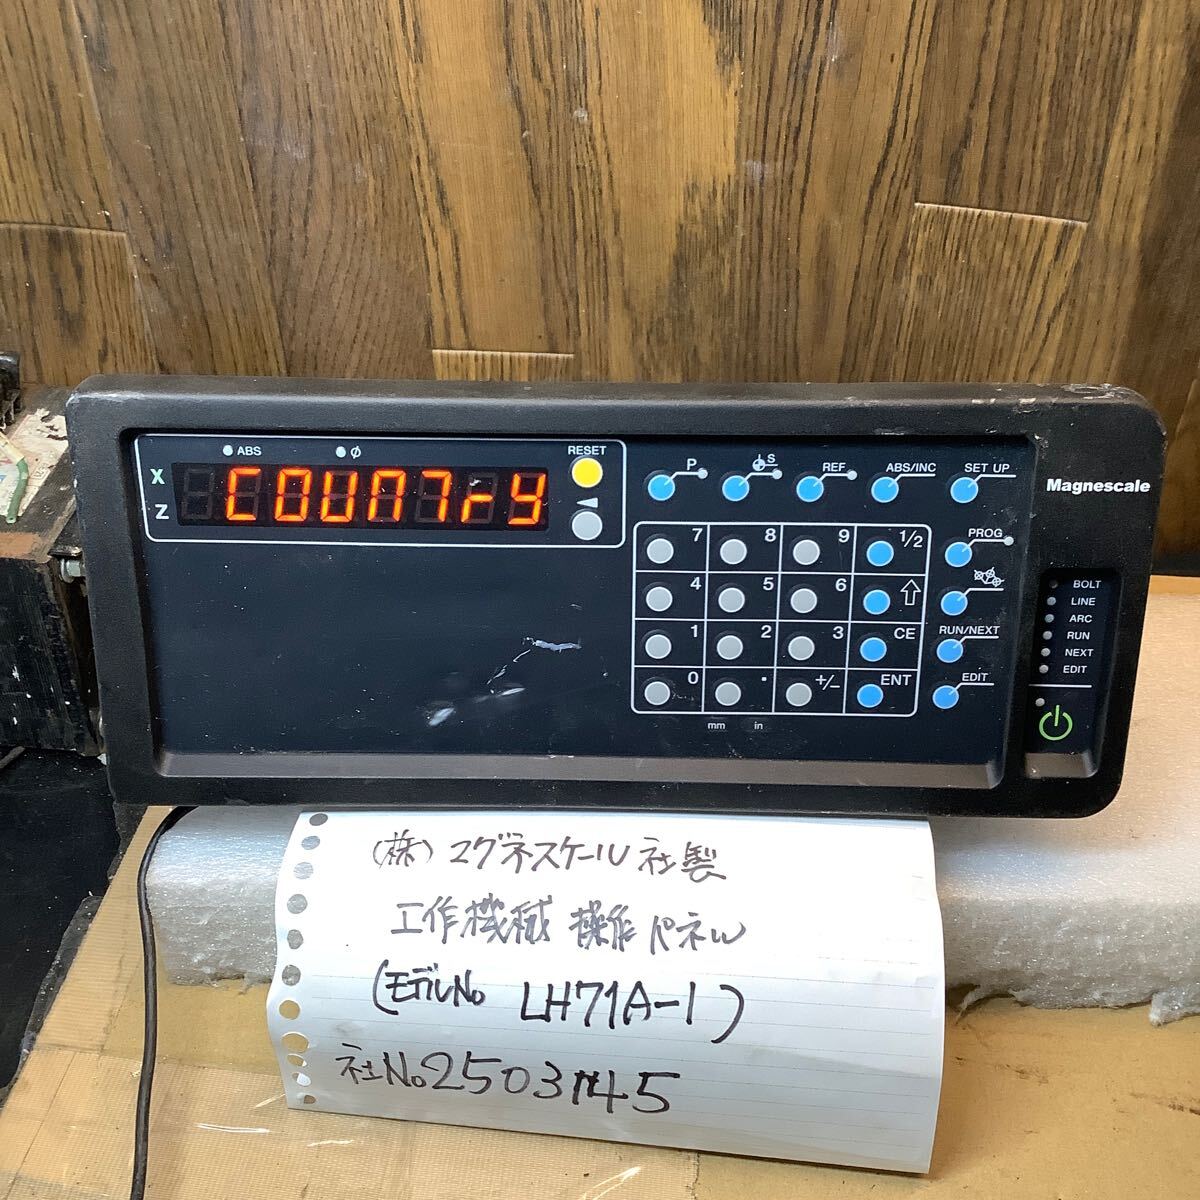 ABS φ RESET
X COUNTry
Z
P LS REF ABS/INC SET UP
Magnescale
7 8 9 1/2 PROG
4 5 6
1 2 3 CE RUN/NEXT
0 . +/− ENT EDIT
mm in
BOLT
LINE
ARC
RUN
NEXT
EDIT
(株)マグネスケール社製
工作機械 操作パネル
(モデルNo LH71A-1)
社No2503145